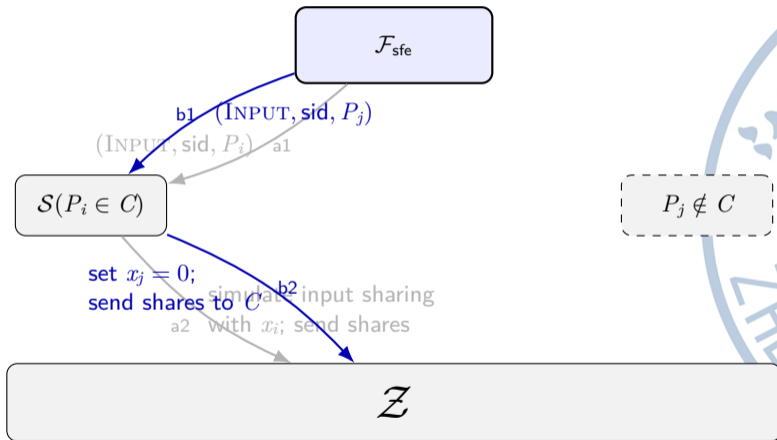 𝓕sfe
b1 (INPUT, sid, Pj)
(INPUT, sid, Pi) a1
𝒮(Pi ∈ C)
Pj ∉ C
set xj = 0;
b2
send shares to C
simulate input sharing
a2 with xi; send shares
𝒵